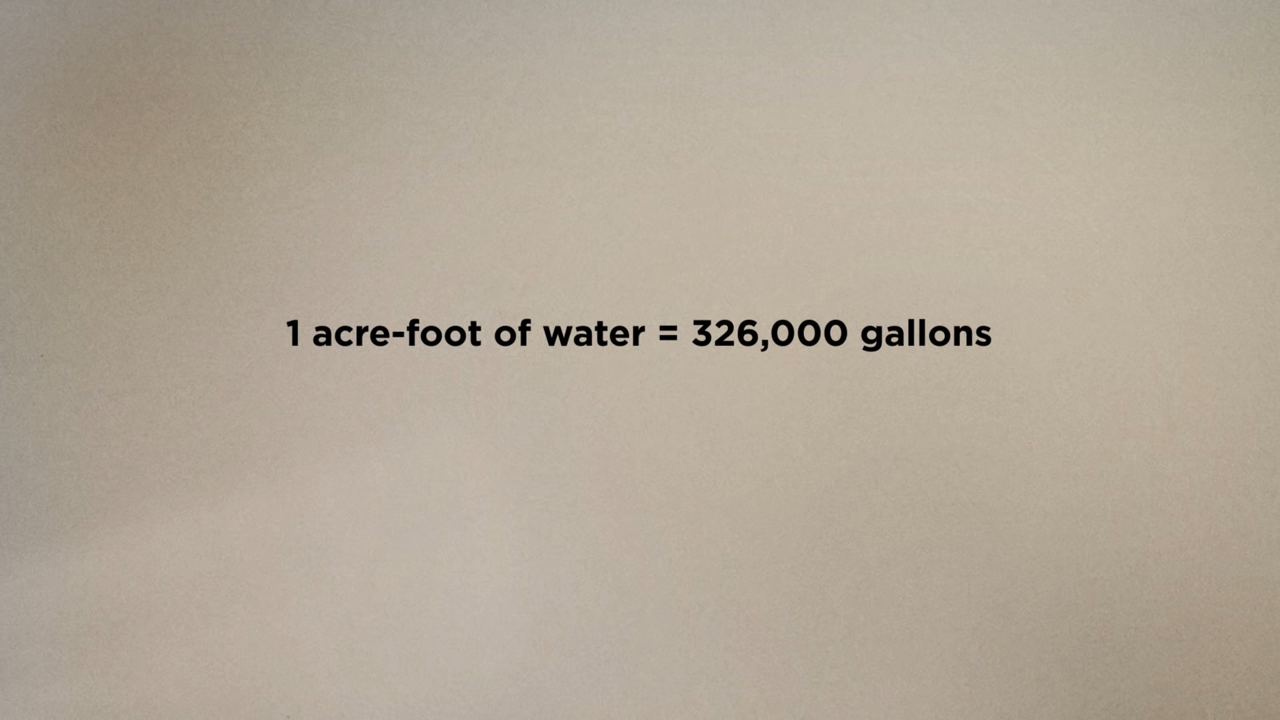 1 acre-foot of water = 326,000 gallons